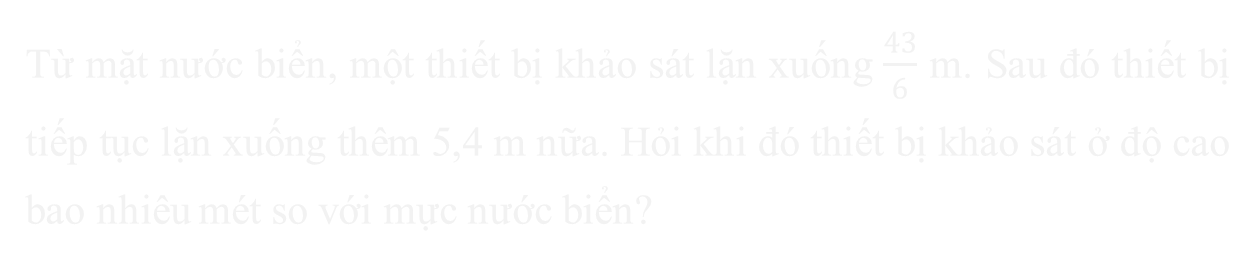 Từ mặt nước biển, một thiết bị khảo sát lặn xuống 43/6 m. Sau đó thiết bị
tiếp tục lặn xuống thêm 5,4 m nữa. Hỏi khi đó thiết bị khảo sát ở độ cao
bao nhiêu mét so với mực nước biển?